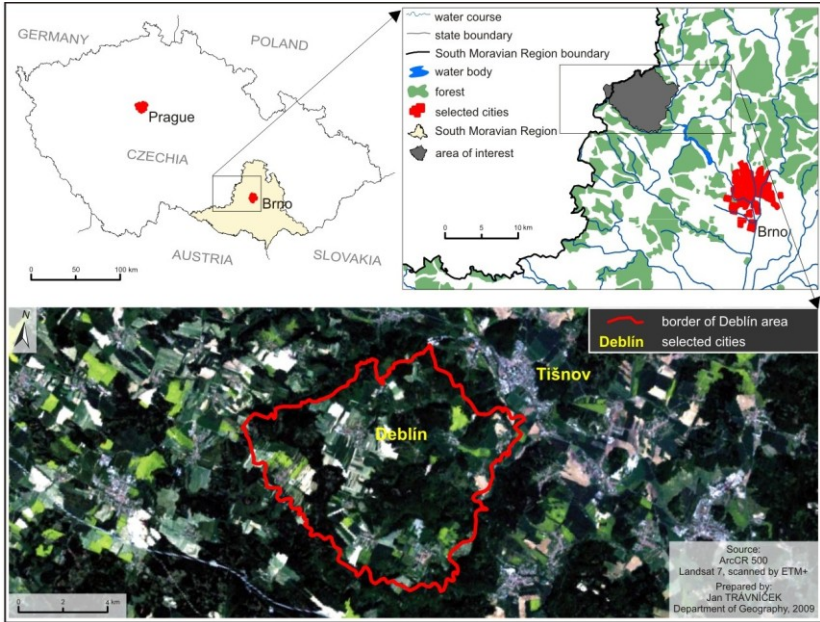 GERMANY
POLAND
Prague
CZECHIA
Brno
AUSTRIA
SLOVAKIA
0 50 100 km
water course
state boundary
South Moravian Region boundary
water body
forest
selected cities
South Moravian Region
area of interest
0 5 10 km
Brno
N
border of Deblín area
Deblín selected cities
Tišnov
Deblín
0 2 4 km
Source:
ArcCR 500
Landsat 7, scanned by ETM+
Prepared by:
Jan TRÁVNÍČEK
Department of Geography, 2009